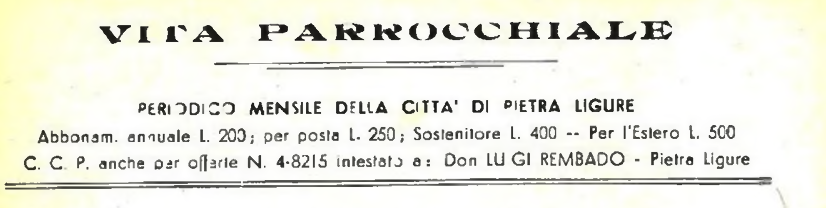 VITA PARROCCHIALE
PERIODICO MENSILE DELLA CITTA' DI PIETRA LIGURE
Abbonam. annuale L. 200; per posta L. 250; Sostenitore L. 400 -- Per l'Estero L. 500
C. C. P. anche per offerte N. 4-8215 intestato a: Don LUIGI REMBADO - Pietra Ligure